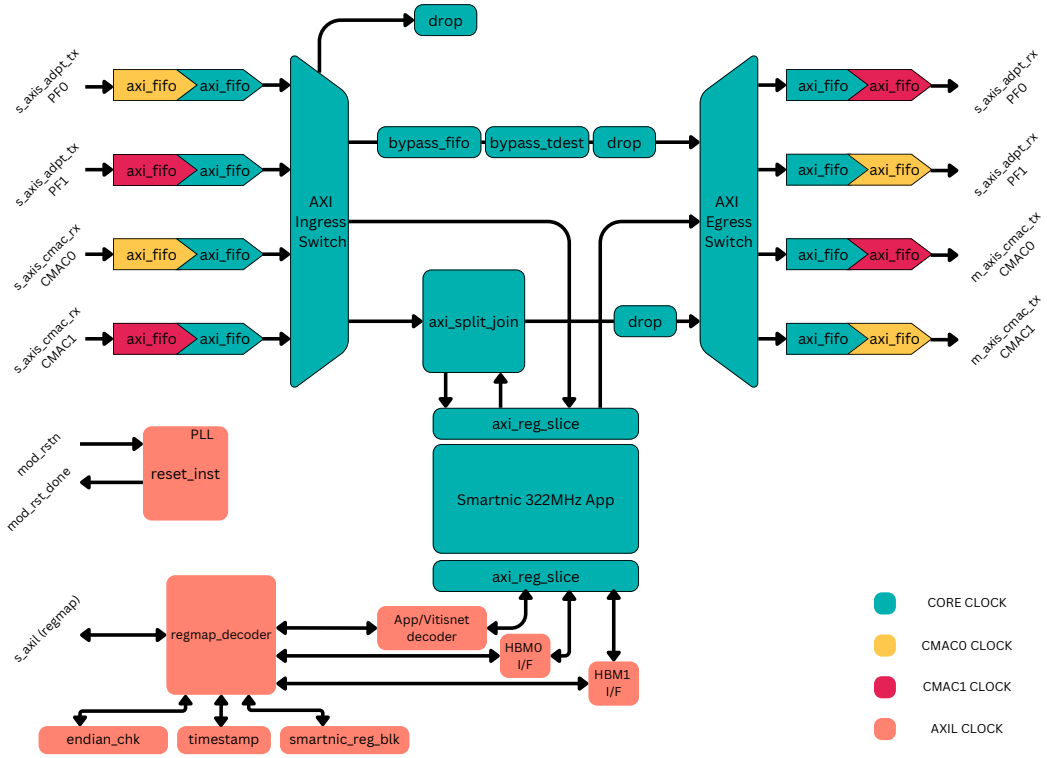 drop
s_axis_adpt_tx
PF0
axi_fifo
axi_fifo
axi_fifo
axi_fifo
s_axis_adpt_rx
PF0
bypass_fifo
bypass_tdest
drop
s_axis_adpt_tx
PF1
axi_fifo
axi_fifo
axi_fifo
axi_fifo
s_axis_adpt_rx
PF1
AXI
Ingress
Switch
AXI
Egress
Switch
s_axis_cmac_rx
CMAC0
axi_fifo
axi_fifo
axi_fifo
axi_fifo
m_axis_cmac_tx
CMAC0
axi_split_join
drop
s_axis_cmac_rx
CMAC1
axi_fifo
axi_fifo
axi_fifo
axi_fifo
m_axis_cmac_tx
CMAC1
axi_reg_slice
mod_rstn
mod_rst_done
PLL
reset_inst
Smartnic 322MHz App
axi_reg_slice
s_axil (regmap)
regmap_decoder
App/Vitisnet
decoder
HBM0
I/F
HBM1
I/F
endian_chk
timestamp
smartnic_reg_blk
CORE CLOCK
CMAC0 CLOCK
CMAC1 CLOCK
AXIL CLOCK